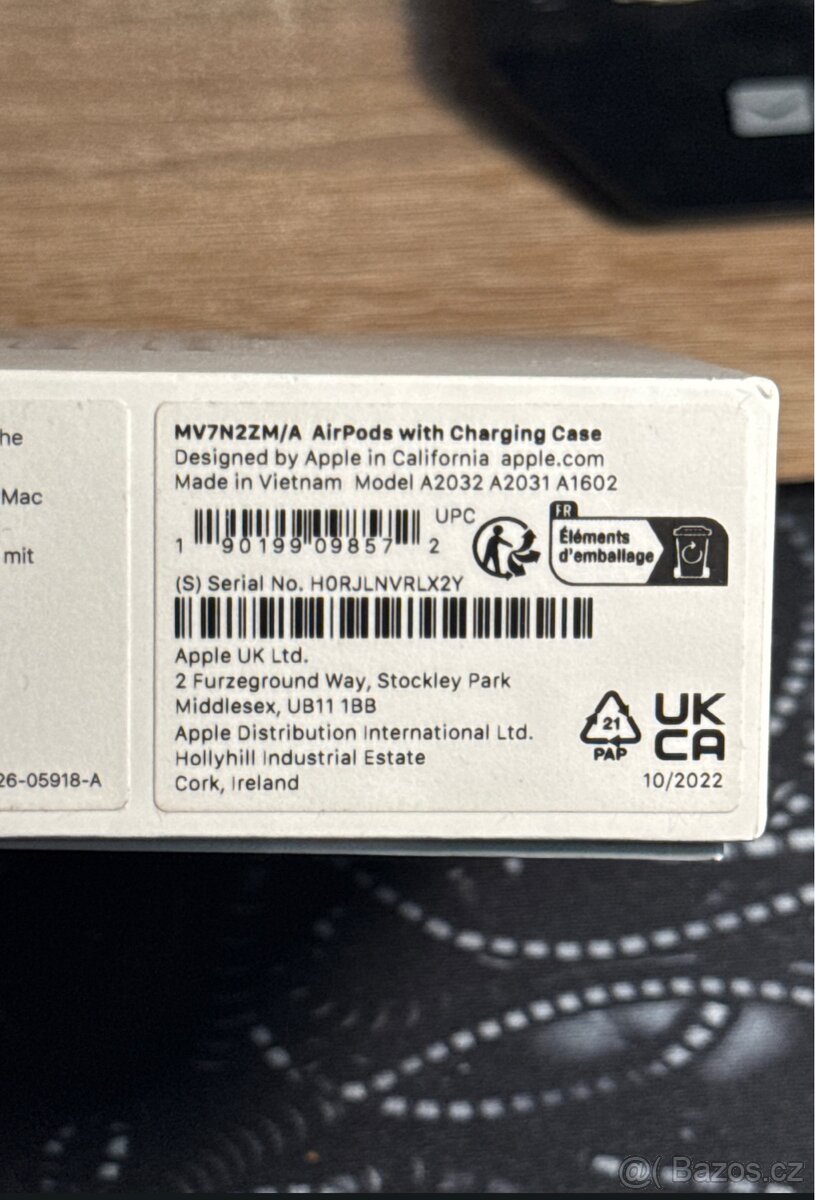 he
Mac
mit
26-05918-A
MV7N2ZM/A AirPods with Charging Case
Designed by Apple in California apple.com
Made in Vietnam Model A2032 A2031 A1602
UPC
1 90199 09857 2
FR
Éléments
d'emballage
(S) Serial No. H0RJLNVRLX2Y
Apple UK Ltd.
2 Furzeground Way, Stockley Park
Middlesex, UB11 1BB
Apple Distribution International Ltd.
Hollyhill Industrial Estate
Cork, Ireland
21
PAP
UK
CA
10/2022
@( Bazos.cz